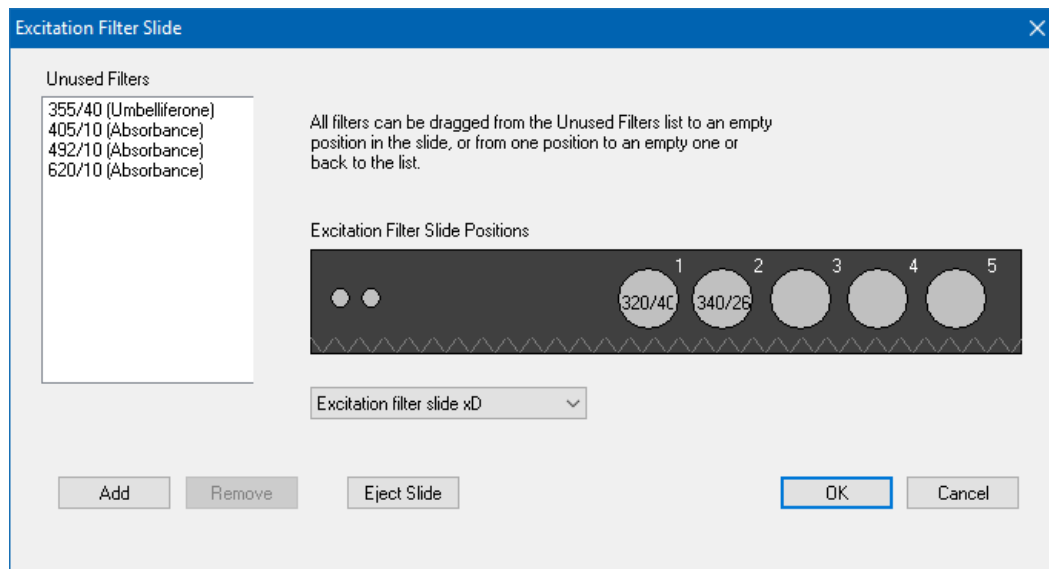 Excitation Filter Slide
Unused Filters
355/40 (Umbelliferone)
405/10 (Absorbance)
492/10 (Absorbance)
620/10 (Absorbance)
All filters can be dragged from the Unused Filters list to an empty
position in the slide, or from one position to an empty one or
back to the list.
Excitation Filter Slide Positions
1 2 3 4 5
320/40 340/26
Excitation filter slide xD
Add Remove Eject Slide OK Cancel